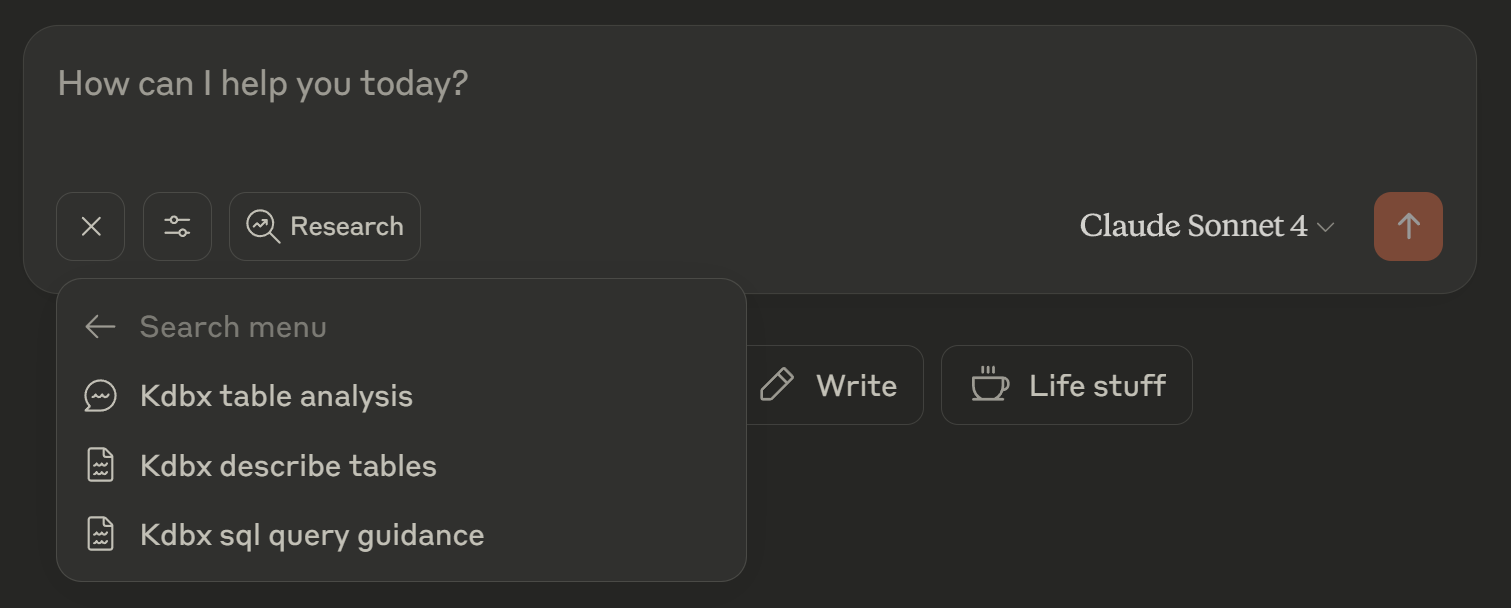 How can I help you today?
Research
Claude Sonnet 4
Search menu
Kdbx table analysis
Kdbx describe tables
Kdbx sql query guidance
Write
Life stuff